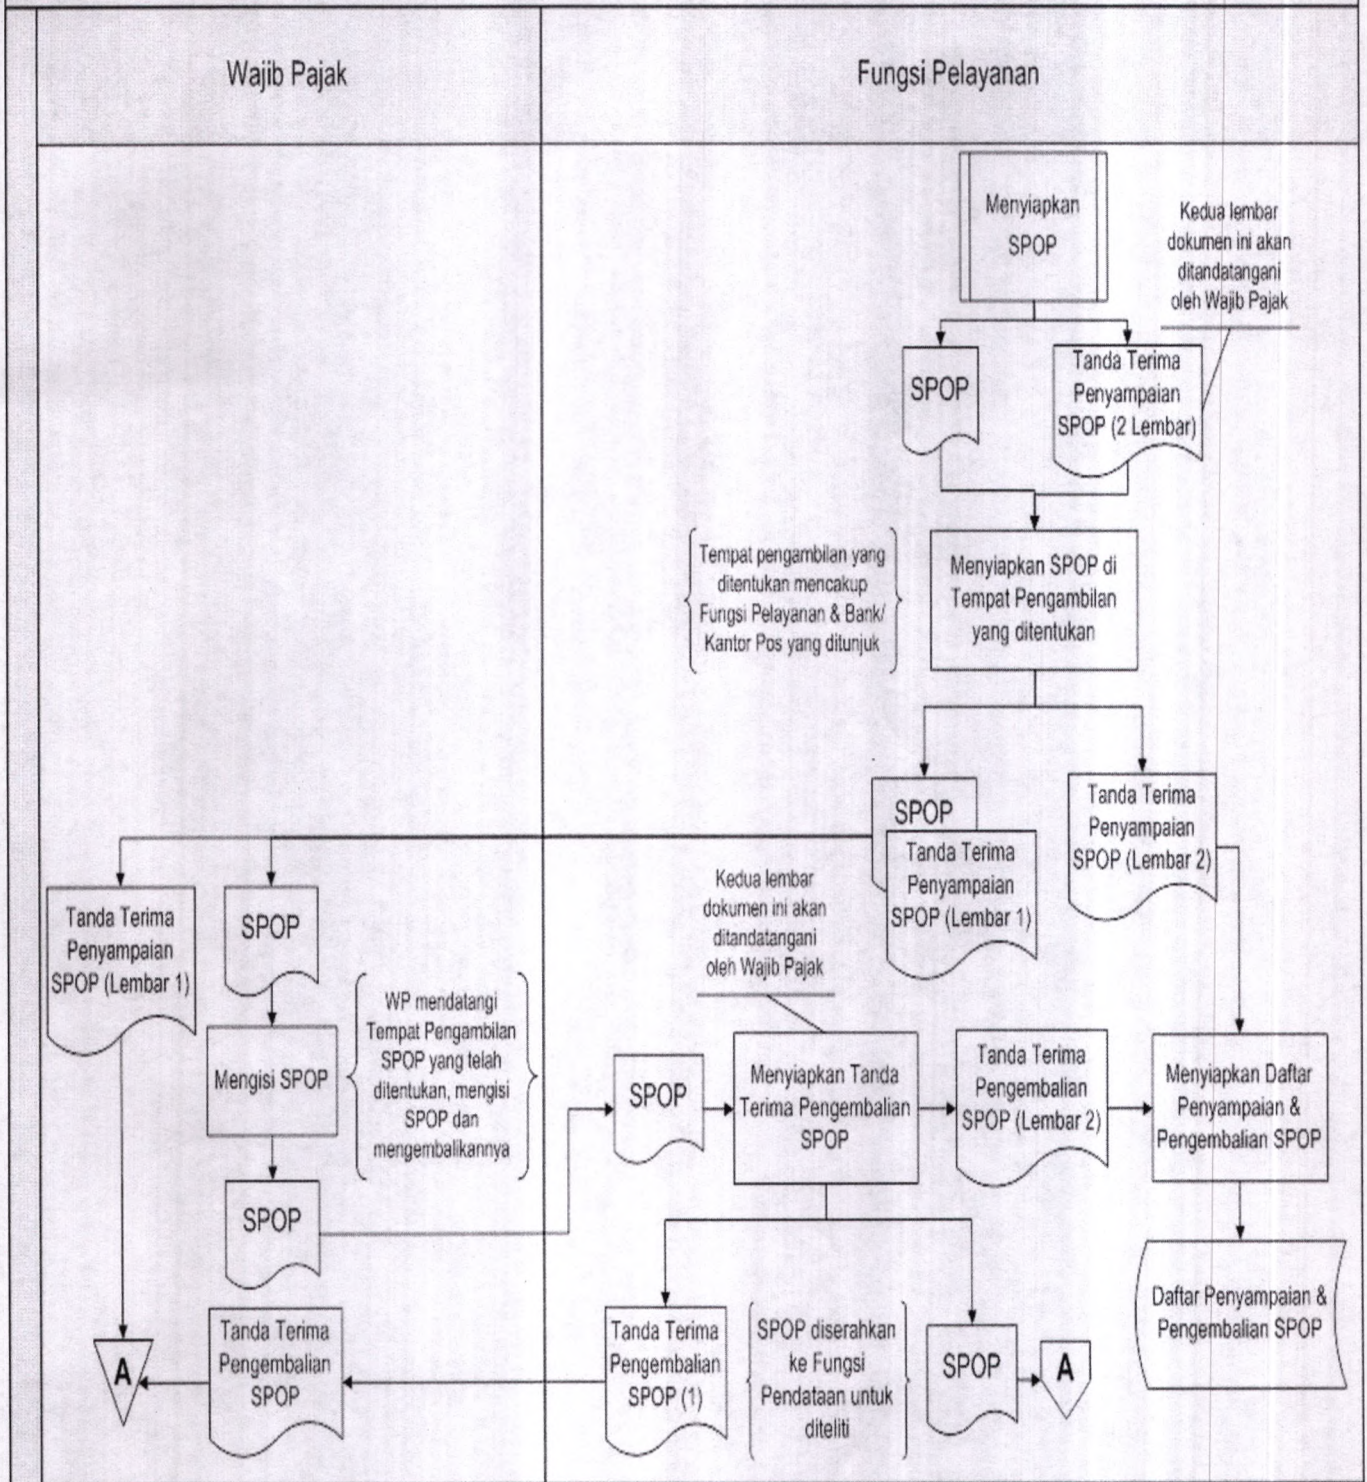 Wajib Pajak
Fungsi Pelayanan
Menyiapkan
SPOP
Kedua lembar
dokumen ini akan
ditandatangani
oleh Wajib Pajak
SPOP
Tanda Terima
Penyampaian
SPOP (2 Lembar)
Tempat pengambilan yang
ditentukan mencakup
Fungsi Pelayanan & Bank/
Kantor Pos yang ditunjuk
Menyiapkan SPOP di
Tempat Pengambilan
yang ditentukan
SPOP
Tanda Terima
Penyampaian
SPOP (Lembar 1)
Tanda Terima
Penyampaian
SPOP (Lembar 2)
Tanda Terima
Penyampaian
SPOP (Lembar 1)
SPOP
Mengisi SPOP
WP mendatangi
Tempat Pengambilan
SPOP yang telah
ditentukan, mengisi
SPOP dan
mengembalikannya
SPOP
Kedua lembar
dokumen ini akan
ditandatangani
oleh Wajib Pajak
SPOP
Menyiapkan Tanda
Terima Pengembalian
SPOP
Tanda Terima
Pengembalian
SPOP (Lembar 2)
Menyiapkan Daftar
Penyampaian &
Pengembalian SPOP
Daftar Penyampaian &
Pengembalian SPOP
A
Tanda Terima
Pengembalian
SPOP
Tanda Terima
Pengembalian
SPOP (1)
SPOP diserahkan
ke Fungsi
Pendataan untuk
diteliti
SPOP
A